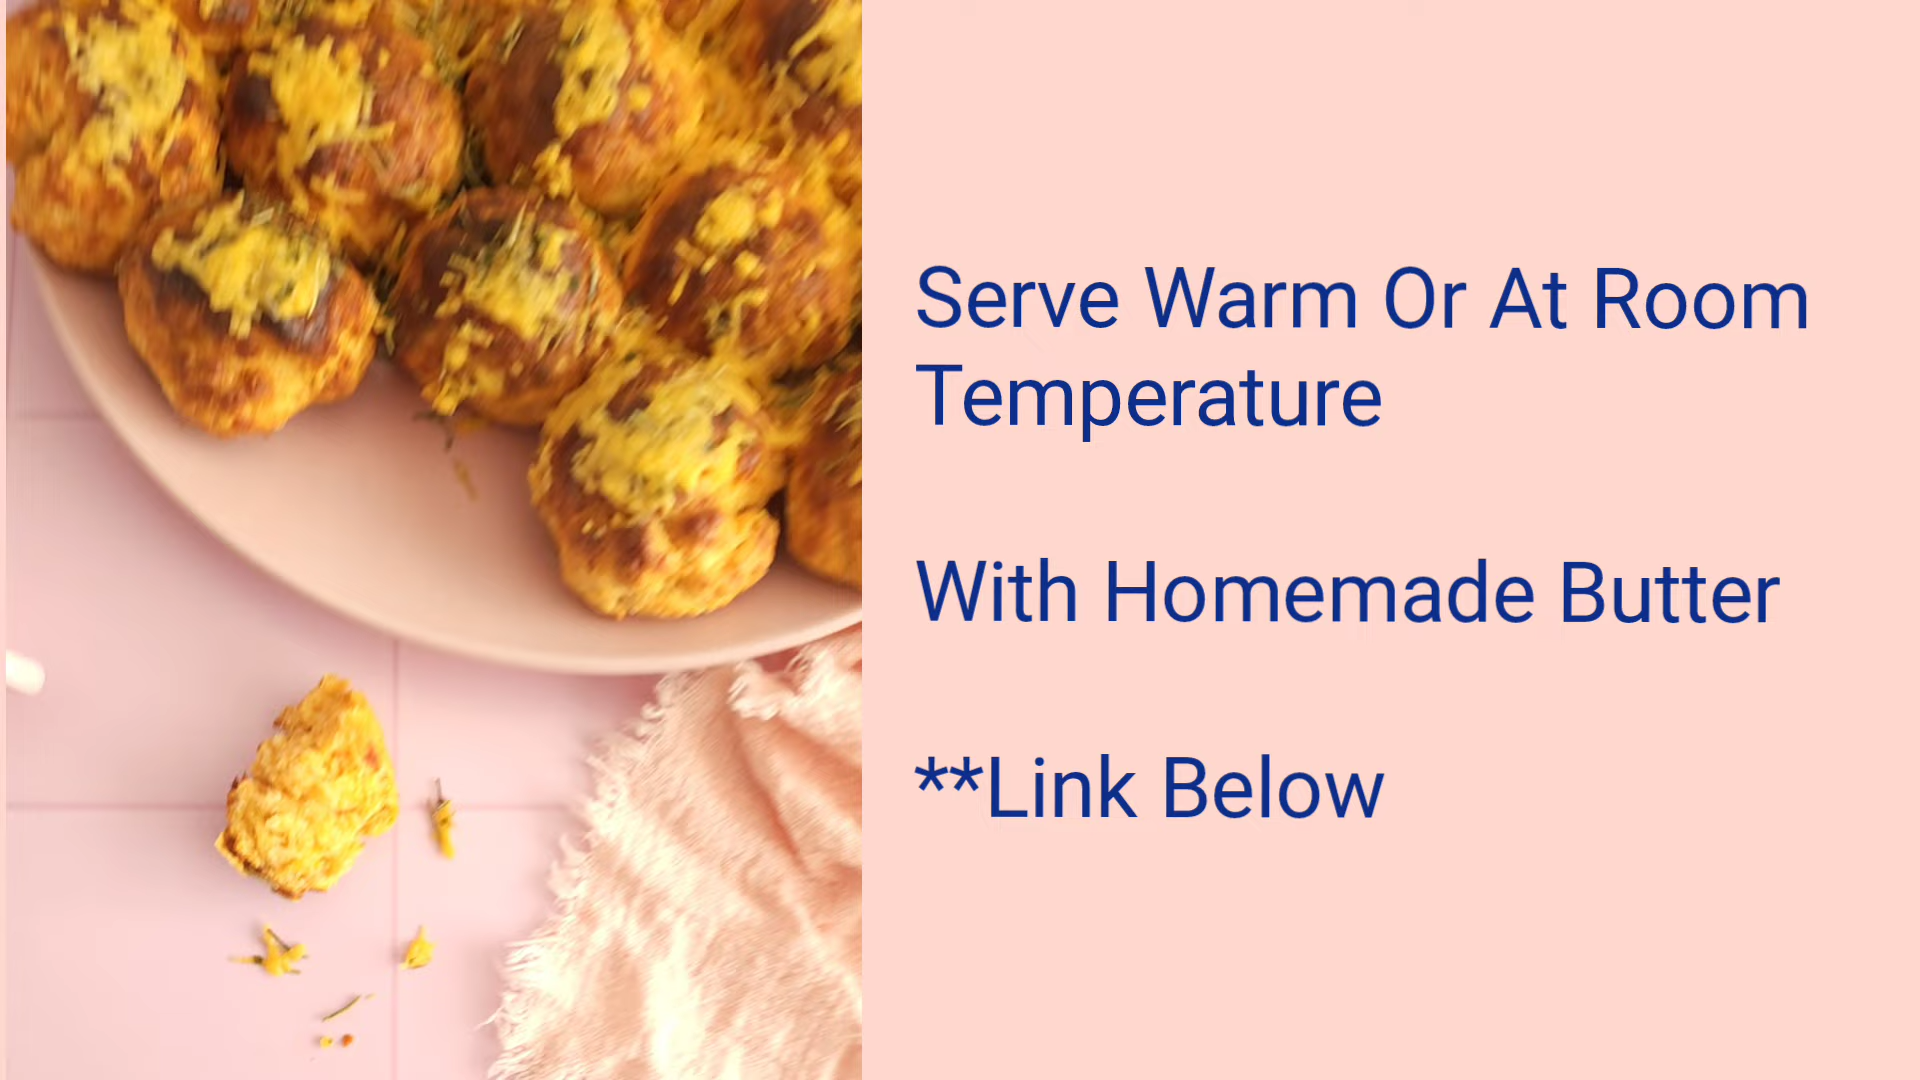 Serve Warm Or At Room
Temperature
With Homemade Butter
**Link Below